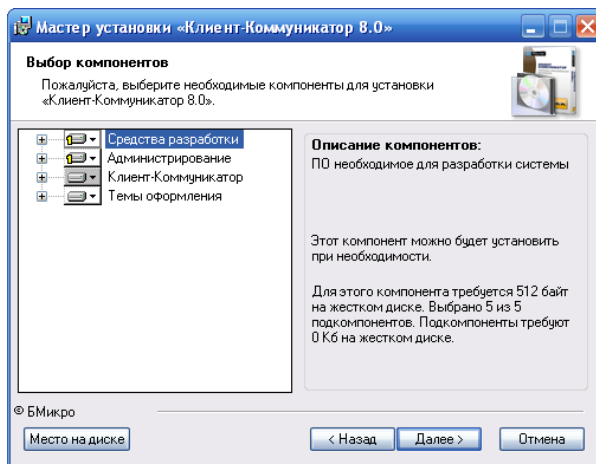 Мастер установки «Клиент-Коммуникатор 8.0»
Выбор компонентов
Пожалуйста, выберите необходимые компоненты для установки
«Клиент-Коммуникатор 8.0».
Средства разработки
Администрирование
Клиент-Коммуникатор
Темы оформления
Описание компонентов:
ПО необходимое для разработки системы
Этот компонент можно будет установить
при необходимости.
Для этого компонента требуется 512 байт
на жестком диске. Выбрано 5 из 5
подкомпонентов. Подкомпоненты требуют
0 Кб на жестком диске.
© БМикро
Место на диске
< Назад
Далее >
Отмена